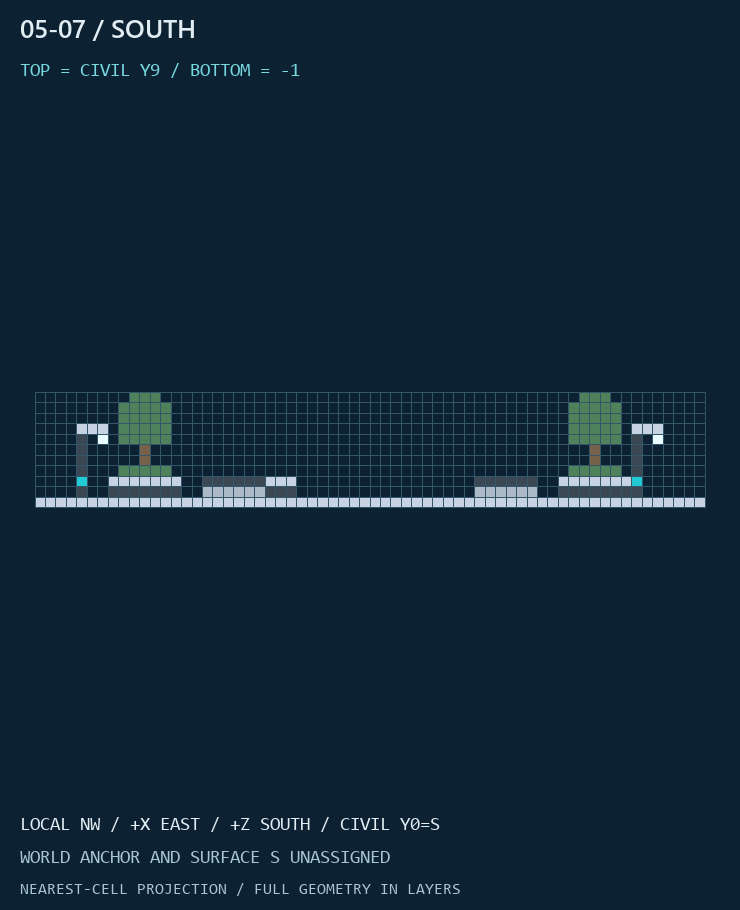 05-07 / SOUTH
TOP = CIVIL Y9 / BOTTOM = -1
LOCAL NW / +X EAST / +Z SOUTH / CIVIL Y0=S
WORLD ANCHOR AND SURFACE S UNASSIGNED
NEAREST-CELL PROJECTION / FULL GEOMETRY IN LAYERS